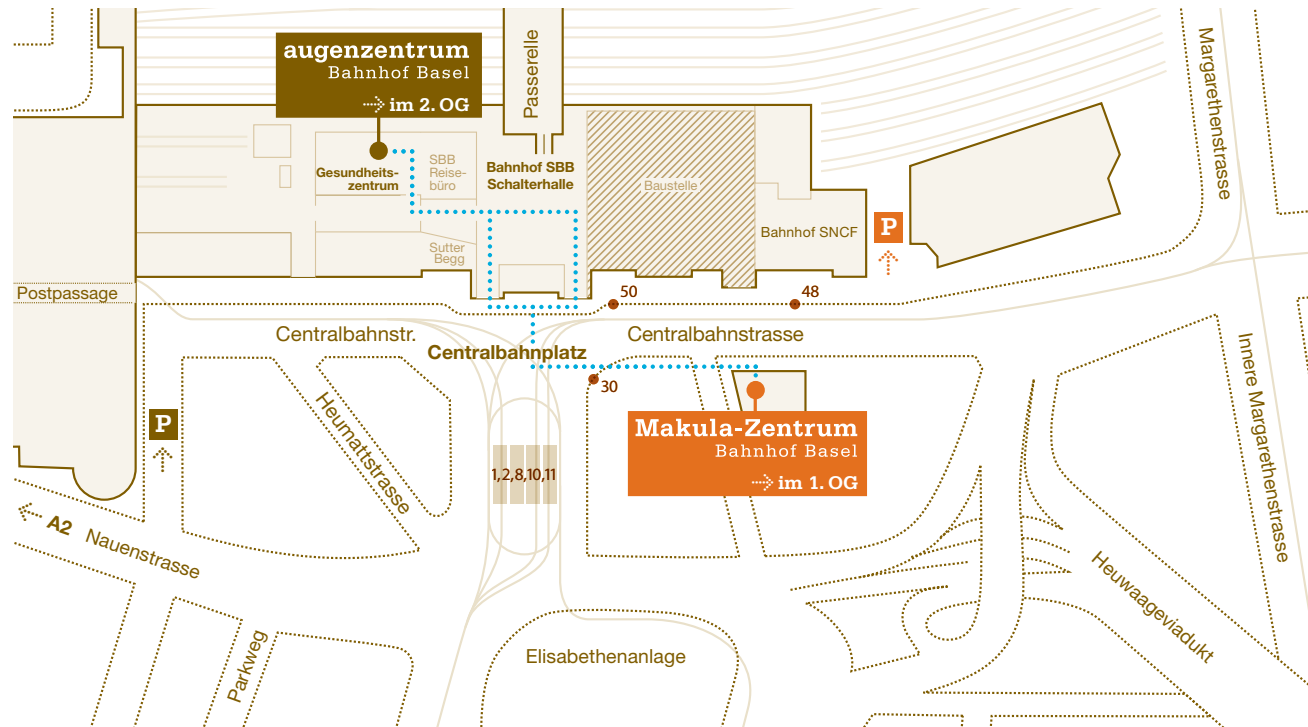 augenzentrum
Bahnhof Basel
im 2. OG
Passerelle
Margarethenstrasse
Gesundheits-
zentrum
SBB
Reise-
büro
Bahnhof SBB
Schalterhalle
Baustelle
P
Bahnhof SNCF
Sutter
Begg
Postpassage
50
48
Centralbahnstr.
Centralbahnstrasse
Centralbahnplatz
30
Innere Margarethenstrasse
Heumattstrasse
P
Makula-Zentrum
Bahnhof Basel
im 1. OG
1,2,8,10,11
A2 Nauenstrasse
Heuwaageviadukt
Parkweg
Elisabethenanlage